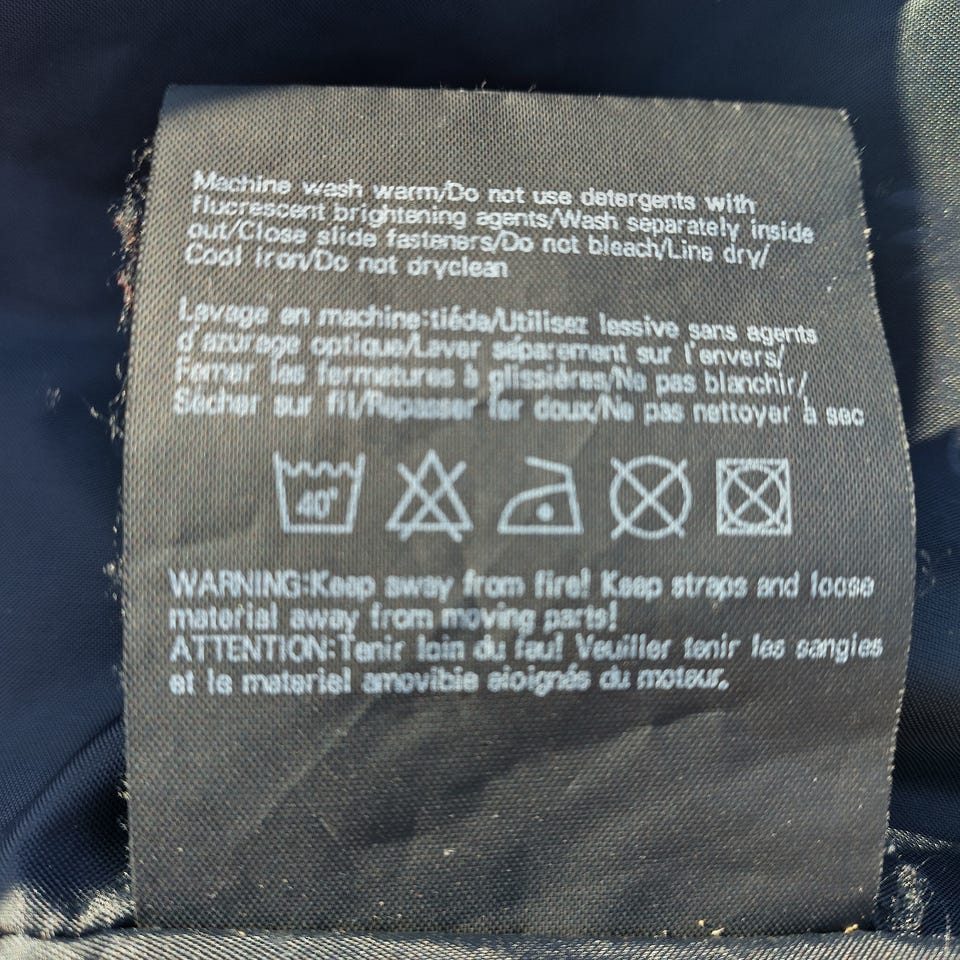 Machine wash warm/Do not use detergents with
flucrescent brightening agents/Wash separately inside
out/Close slide fasteners/Do not bleach/Line dry/
Cool iron/Do not dryclean
Lavage en machine:tiéde/Utilisez lessive sans agents
d'azurage optique/Laver séparement sur l'envers/
Fermer les fermetures à glissiéres/Ne pas blanchir/
Sécher sur fil/Repasser fer doux/Ne pas nettoyer à sec
40°
WARNING:Keep away from fire! Keep straps and loose
material away from moving parts!
ATTENTION:Tenir loin du feu! Veuiller tenir les sangles
et le materiel amovible eloignés du moteur.